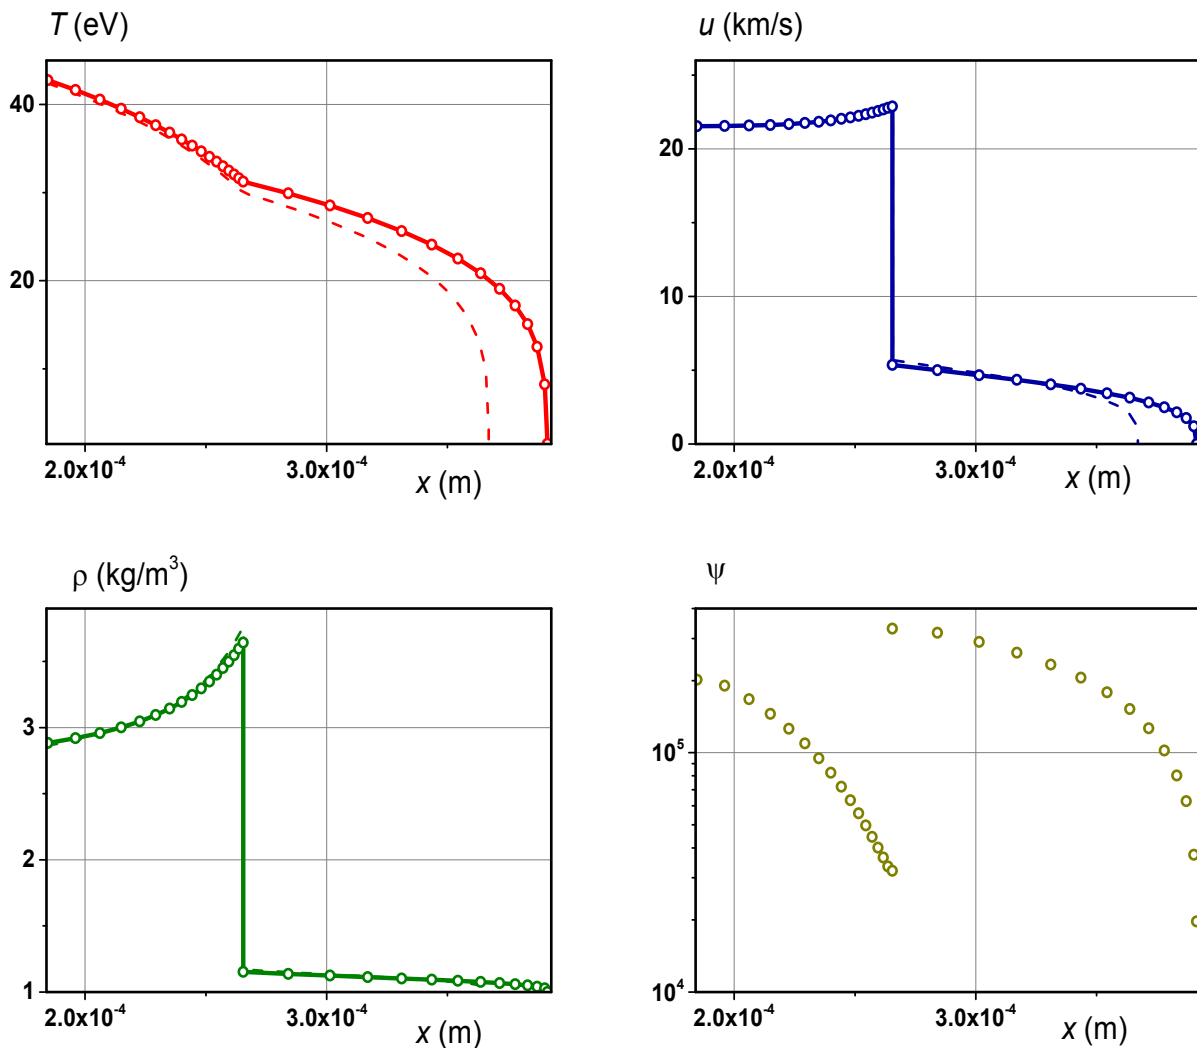 T (eV)
40
20
2.0x10⁻⁴
3.0x10⁻⁴
x (m)
u (km/s)
20
10
0
2.0x10⁻⁴
3.0x10⁻⁴
x (m)
ρ (kg/m³)
3
2
1
2.0x10⁻⁴
3.0x10⁻⁴
x (m)
ψ
10⁵
10⁴
2.0x10⁻⁴
3.0x10⁻⁴
x (m)